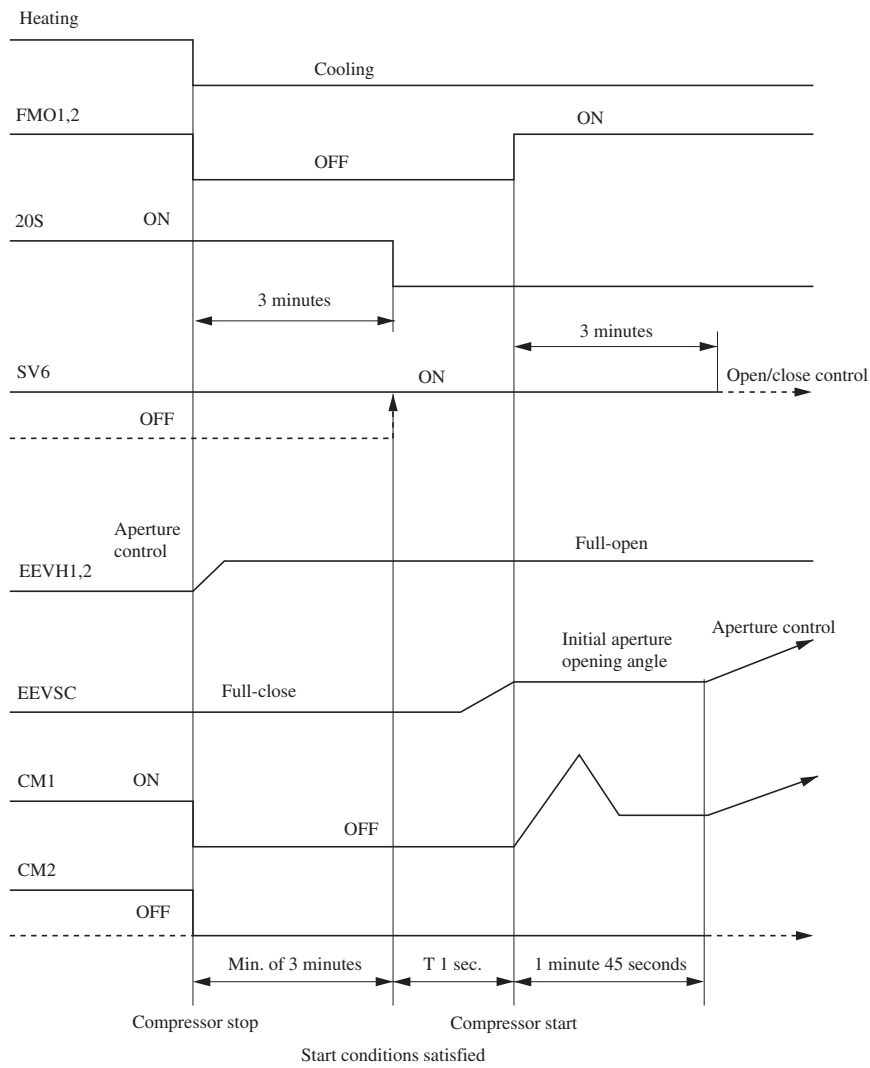 Heating
Cooling
FMO1,2
ON
OFF
20S
ON
3 minutes
3 minutes
SV6
ON
Open/close control
OFF
Aperture
control
Full-open
EEVH1,2
Initial aperture
opening angle
Aperture control
EEVSC
Full-close
CM1
ON
OFF
CM2
OFF
Min. of 3 minutes
T 1 sec.
1 minute 45 seconds
Compressor stop
Compressor start
Start conditions satisfied